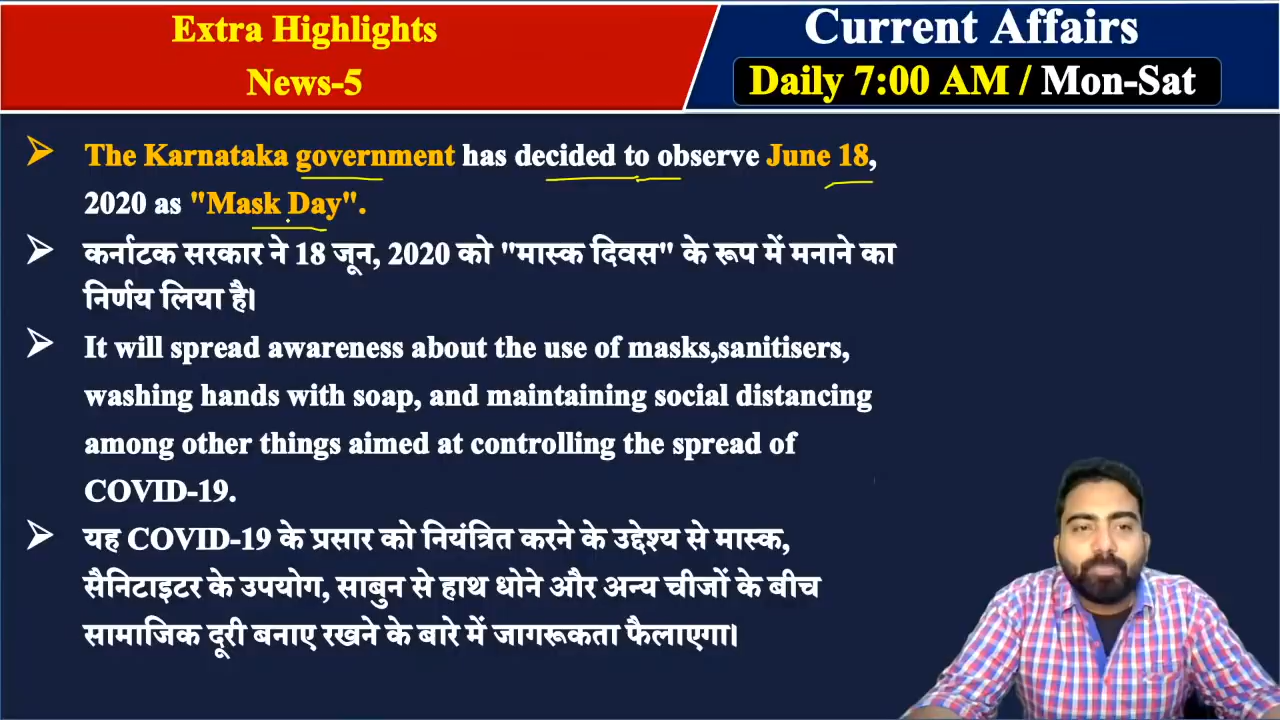 Extra Highlights
News-5
Current Affairs
Daily 7:00 AM / Mon-Sat
The Karnataka government has decided to observe June 18,
2020 as "Mask Day".
कर्नाटक सरकार ने 18 जून, 2020 को "मास्क दिवस" के रूप में मनाने का
निर्णय लिया है।
It will spread awareness about the use of masks,sanitisers,
washing hands with soap, and maintaining social distancing
among other things aimed at controlling the spread of
COVID-19.
यह COVID-19 के प्रसार को नियंत्रित करने के उद्देश्य से मास्क,
सैनिटाइटर के उपयोग, साबुन से हाथ धोने और अन्य चीजों के बीच
सामाजिक दूरी बनाए रखने के बारे में जागरूकता फैलाएगा।